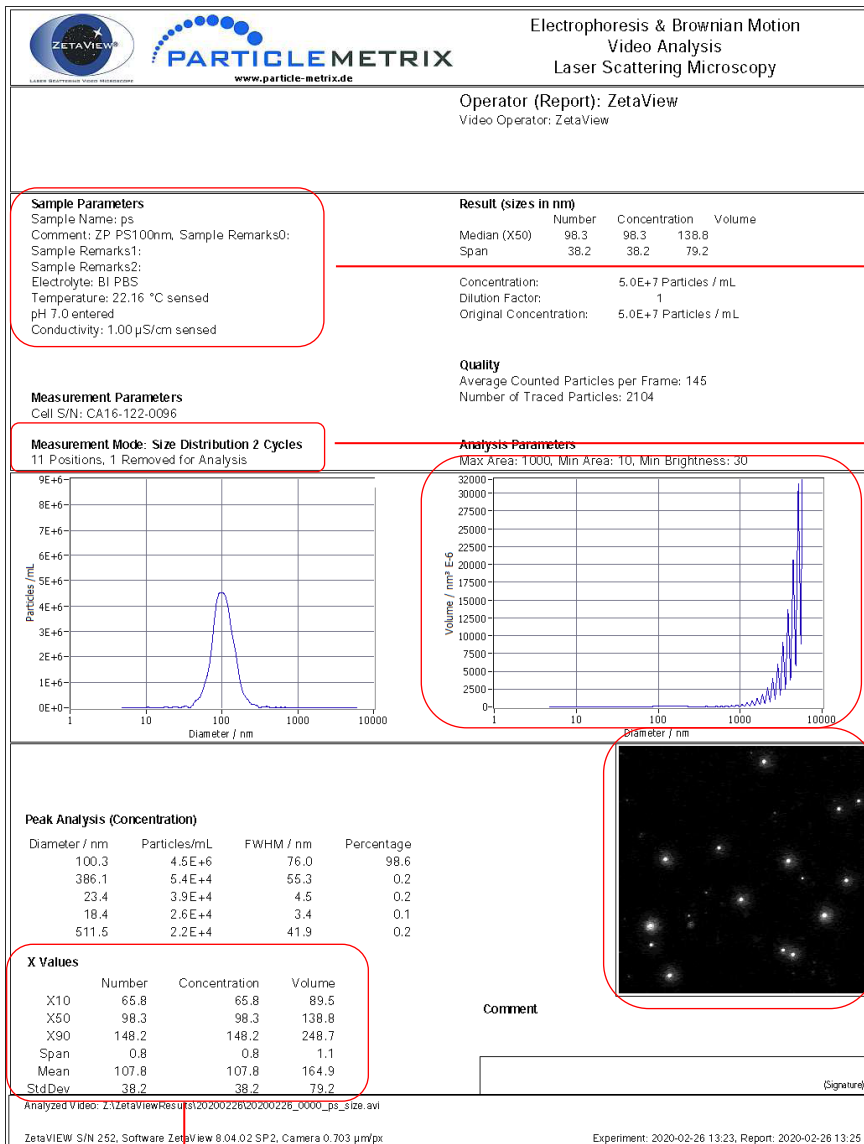 ZETAVIEW®
LASER SCATTERING VIDEO MICROSCOPE
PARTICLEMETRIX
www.particle-metrix.de
Electrophoresis & Brownian Motion
Video Analysis
Laser Scattering Microscopy
Operator (Report): ZetaView
Video Operator: ZetaView
Sample Parameters
Sample Name: ps
Comment: ZP PS100nm, Sample Remarks0:
Sample Remarks1:
Sample Remarks2:
Electrolyte: BI PBS
Temperature: 22.16 °C sensed
pH 7.0 entered
Conductivity: 1.00 µS/cm sensed
Result (sizes in nm)
Number Concentration Volume
Median (X50) 98.3 98.3 138.8
Span 38.2 38.2 79.2
Concentration: 5.0E+7 Particles / mL
Dilution Factor: 1
Original Concentration: 5.0E+7 Particles / mL
Quality
Average Counted Particles per Frame: 145
Number of Traced Particles: 2104
Measurement Parameters
Cell S/N: CA16-122-0096
Measurement Mode: Size Distribution 2 Cycles
11 Positions, 1 Removed for Analysis
Analysis Parameters
Max Area: 1000, Min Area: 10, Min Brightness: 30
9E+6
8E+6
7E+6
6E+6
5E+6
4E+6
3E+6
2E+6
1E+6
0E+0
Particles /mL
1 10 100 1000 10000
Diameter / nm
32000
30000
27500
25000
22500
20000
17500
15000
12500
10000
7500
5000
2500
0
Volume / nm³ E-6
1 10 100 1000 10000
Diameter / nm
Peak Analysis (Concentration)
Diameter / nm Particles/mL FWHM / nm Percentage
100.3 4.5E+6 76.0 98.6
386.1 5.4E+4 55.3 0.2
23.4 3.9E+4 4.5 0.2
18.4 2.6E+4 3.4 0.1
511.5 2.2E+4 41.9 0.2
X Values
Number Concentration Volume
X10 65.8 65.8 89.5
X50 98.3 98.3 138.8
X90 148.2 148.2 248.7
Span 0.8 0.8 1.1
Mean 107.8 107.8 164.9
StdDev 38.2 38.2 79.2
Comment
(Signature)
Analyzed Video: Z:\ZetaViewResults\20200226\20200226_0000_ps_size.avi
ZetaVIEW S/N 252, Software ZetaView 8.04.02 SP2, Camera 0.703 µm/px
Experiment: 2020-02-26 13:23, Report: 2020-02-26 13:25